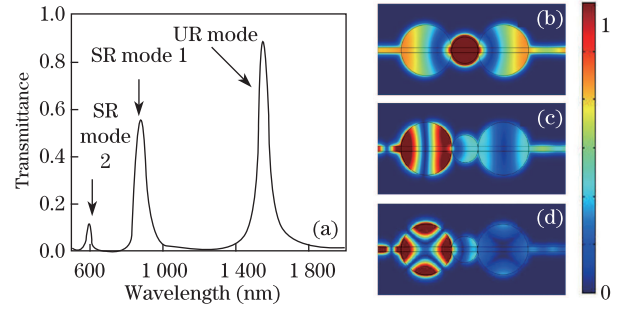 1.0
0.8
0.6
0.4
0.2
0.0
Transmittance
SR mode 1
UR mode
SR
mode
2
(a)
600
1 000
1 400
1 800
Wavelength (nm)
(b)
(c)
(d)
1
0